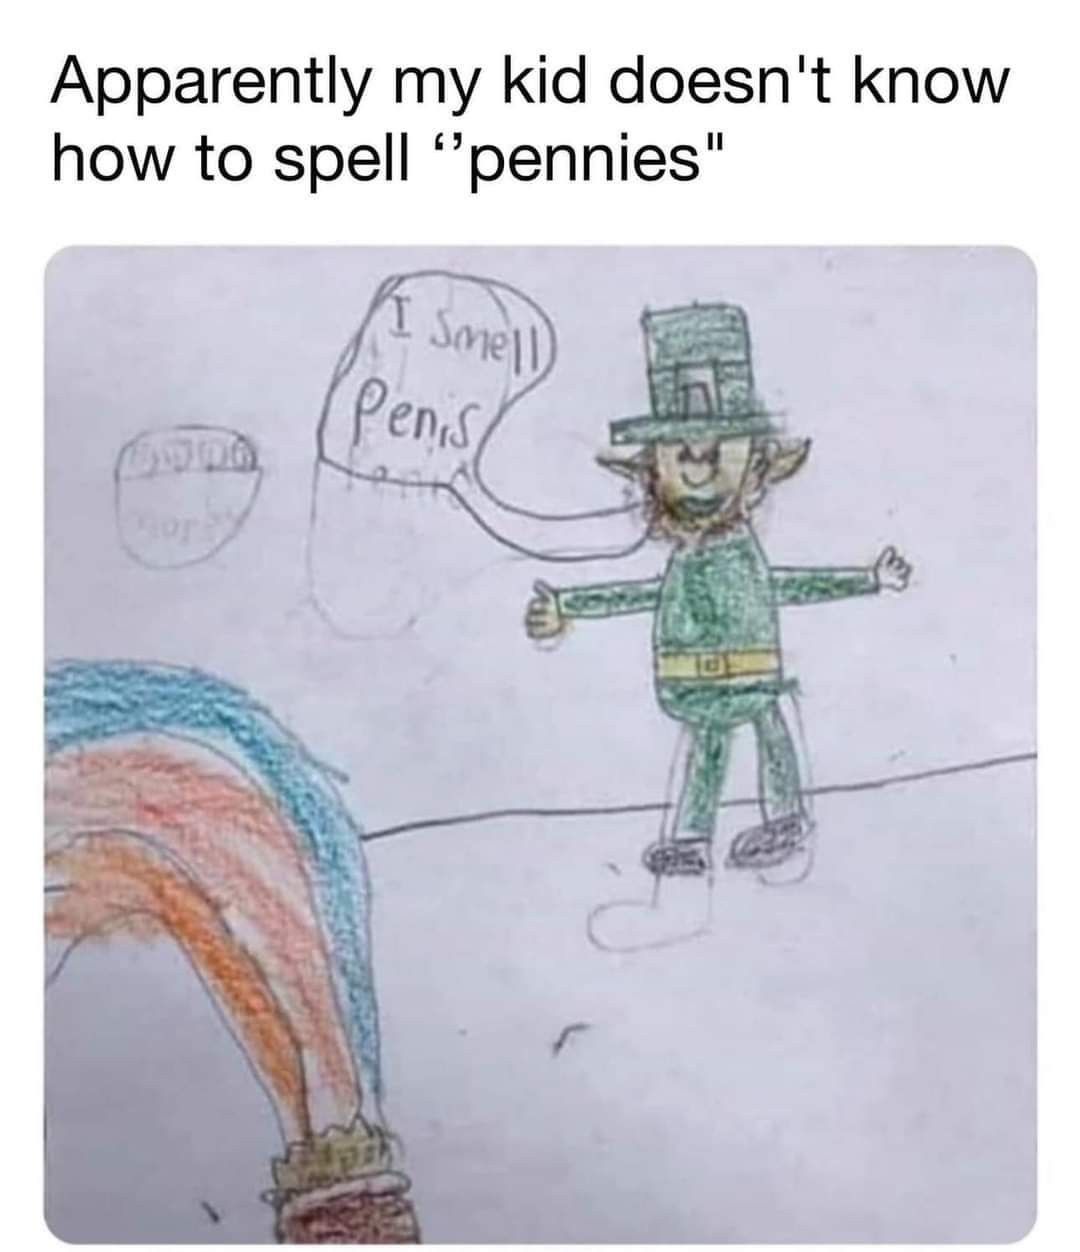 Apparently my kid doesn't know
how to spell ‘’pennies"
I Smell
Penis